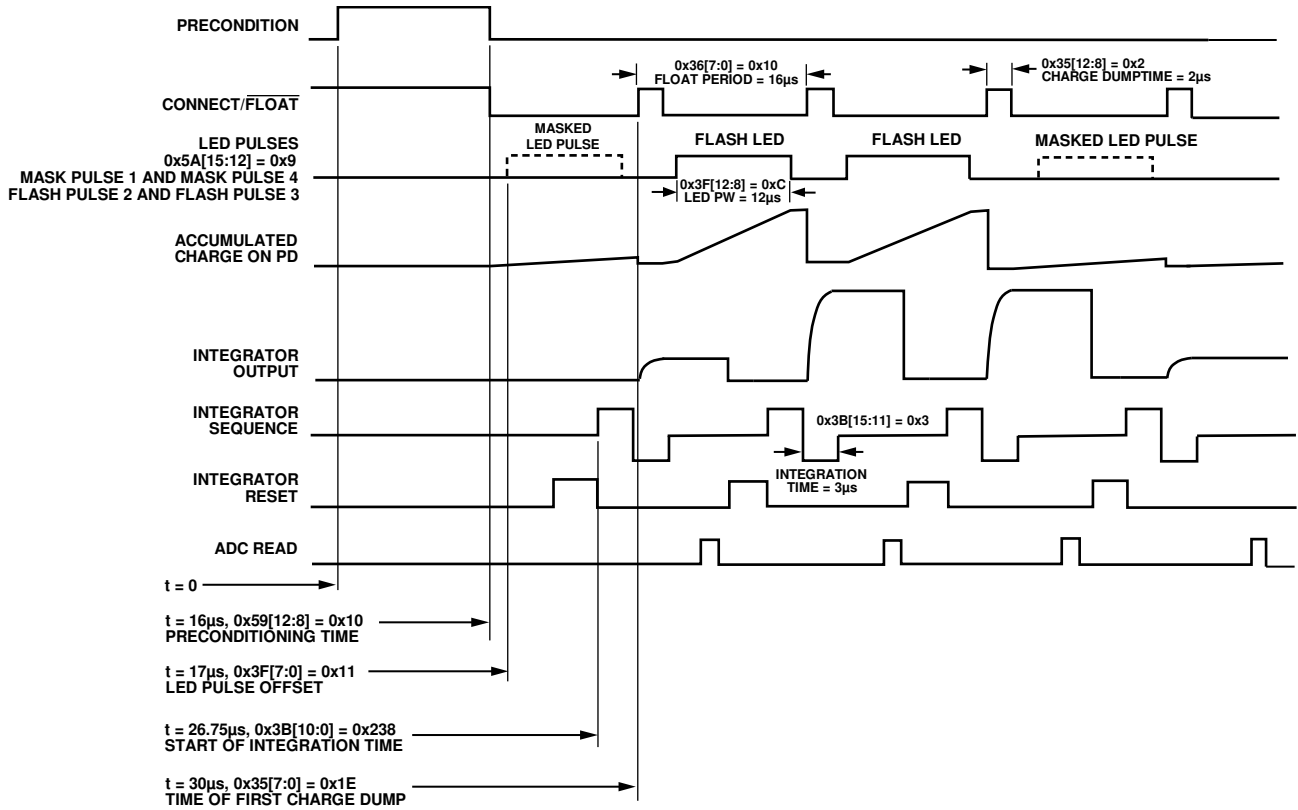 PRECONDITION
0x36[7:0] = 0x10
FLOAT PERIOD = 16µs
0x35[12:8] = 0x2
CHARGE DUMPTIME = 2µs
CONNECT/FLOAT
LED PULSES
0x5A[15:12] = 0x9
MASK PULSE 1 AND MASK PULSE 4
FLASH PULSE 2 AND FLASH PULSE 3
MASKED
LED PULSE
FLASH LED
FLASH LED
MASKED LED PULSE
0x3F[12:8] = 0xC
LED PW = 12µs
ACCUMULATED
CHARGE ON PD
INTEGRATOR
OUTPUT
INTEGRATOR
SEQUENCE
0x3B[15:11] = 0x3
INTEGRATION
TIME = 3µs
INTEGRATOR
RESET
ADC READ
t = 0
t = 16µs, 0x59[12:8] = 0x10
PRECONDITIONING TIME
t = 17µs, 0x3F[7:0] = 0x11
LED PULSE OFFSET
t = 26.75µs, 0x3B[10:0] = 0x238
START OF INTEGRATION TIME
t = 30µs, 0x35[7:0] = 0x1E
TIME OF FIRST CHARGE DUMP